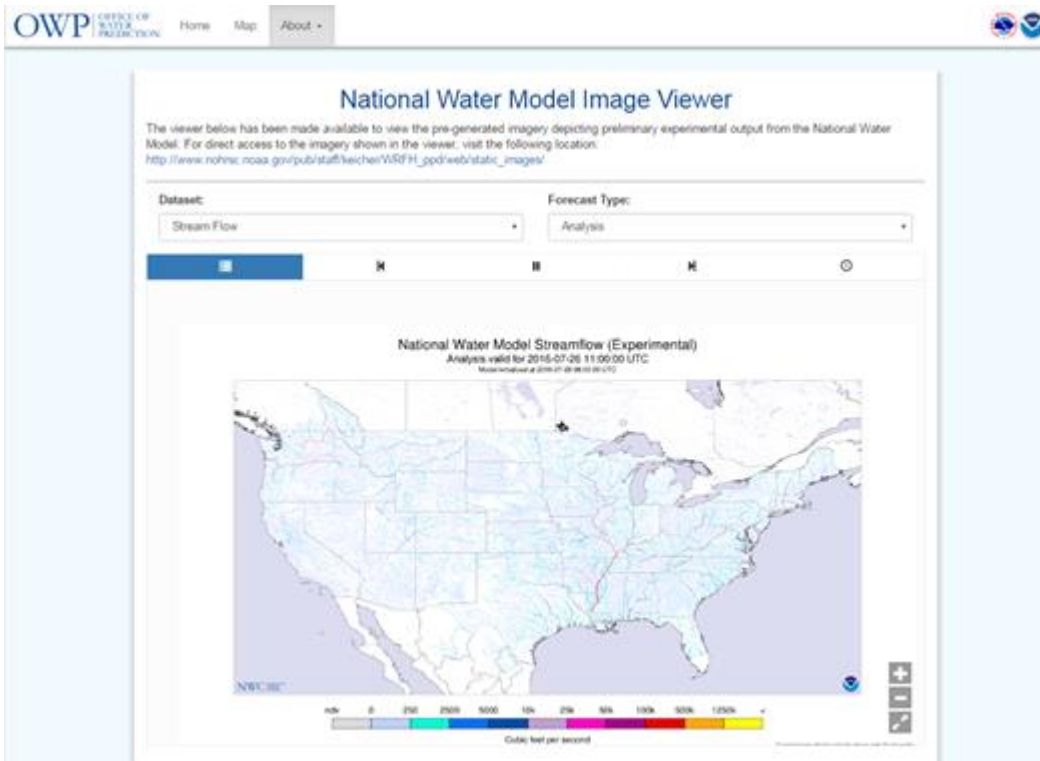 OWP OFFICE OF
WATER
PREDICTION
Home Map About
National Water Model Image Viewer
The viewer below has been made available to view the pre-generated imagery depicting preliminary experimental output from the National Water
Model. For direct access to the imagery shown in the viewer, visit the following location:
http://www.nohrsc.noaa.gov/pub/staff/keicher/WRFH_ppd/web/static_images/
Dataset: Forecast Type:
Stream Flow Analysis
National Water Model Streamflow (Experimental)
Analysis valid for 2016-07-26 11:00:00 UTC
ndv 0 250 2500 5000 10k 25k 50k 100k 500k 1250k <
Cubic feet per second